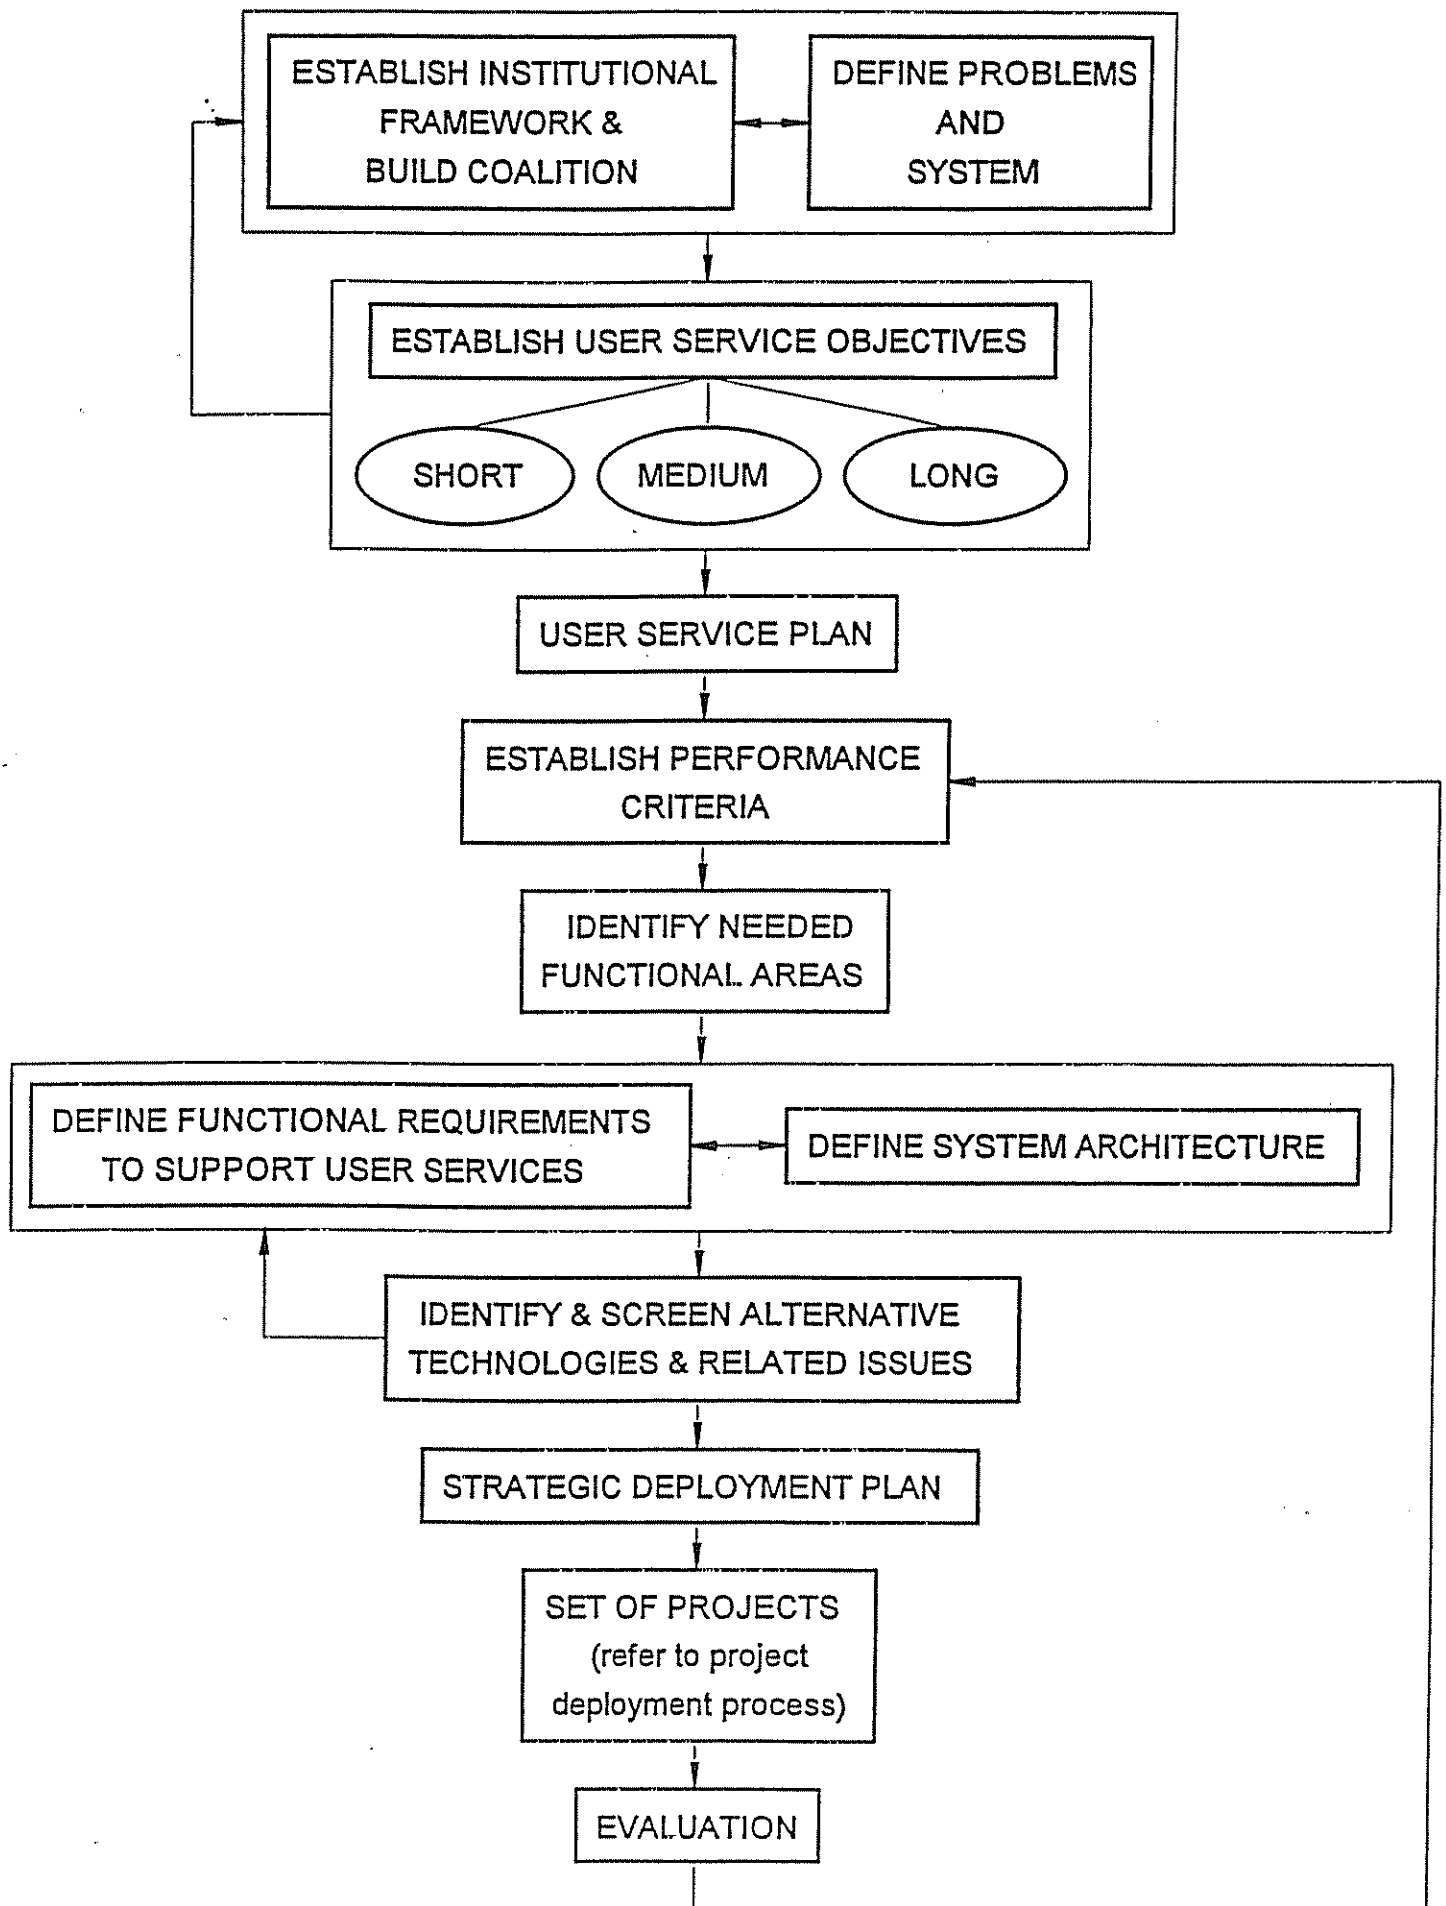 ESTABLISH INSTITUTIONAL
FRAMEWORK &
BUILD COALITION
DEFINE PROBLEMS
AND
SYSTEM
ESTABLISH USER SERVICE OBJECTIVES
SHORT
MEDIUM
LONG
USER SERVICE PLAN
ESTABLISH PERFORMANCE
CRITERIA
IDENTIFY NEEDED
FUNCTIONAL AREAS
DEFINE FUNCTIONAL REQUIREMENTS
TO SUPPORT USER SERVICES
DEFINE SYSTEM ARCHITECTURE
IDENTIFY & SCREEN ALTERNATIVE
TECHNOLOGIES & RELATED ISSUES
STRATEGIC DEPLOYMENT PLAN
SET OF PROJECTS
(refer to project
deployment process)
EVALUATION